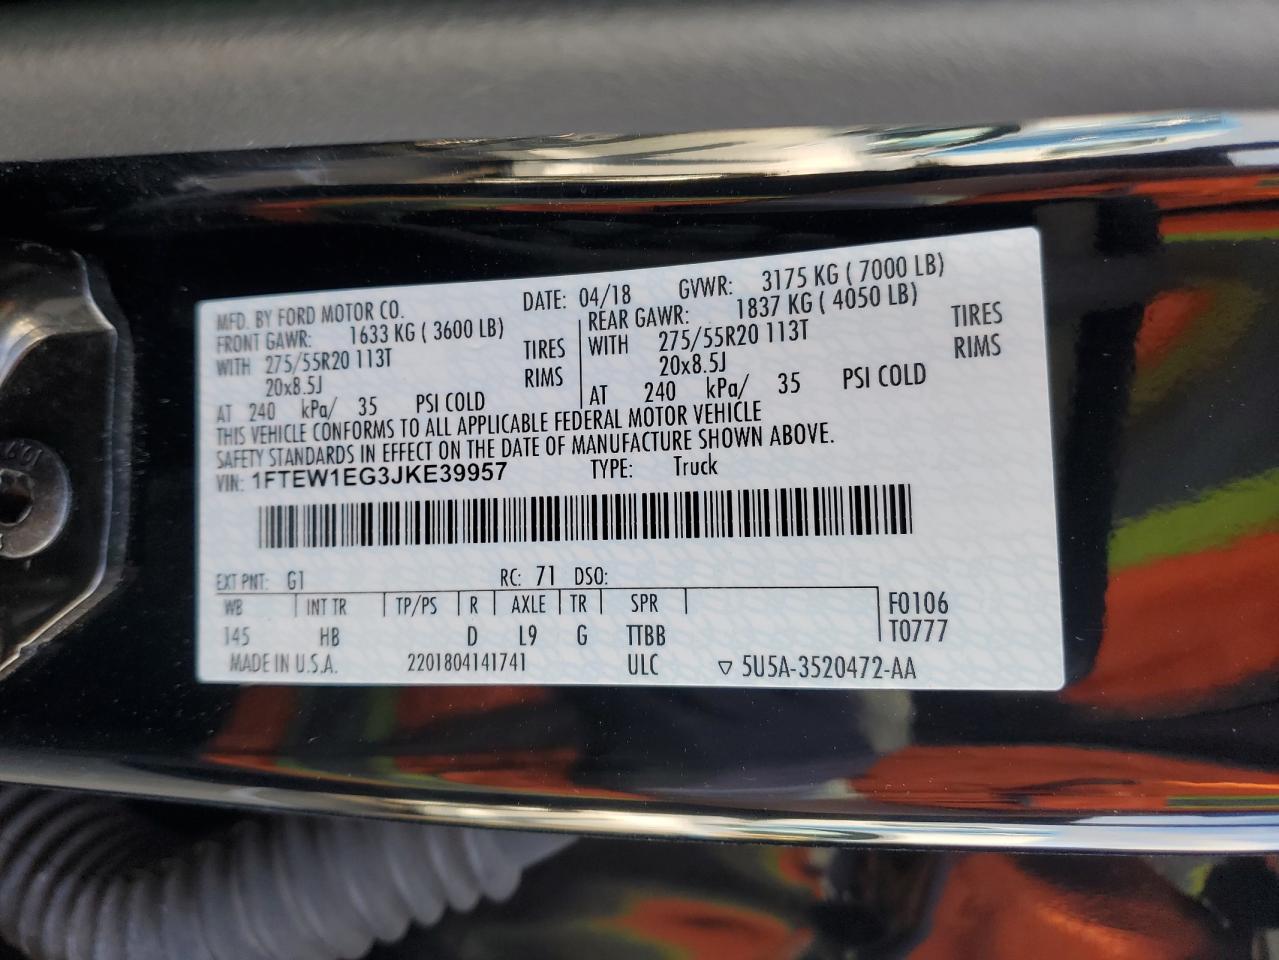 MFD. BY FORD MOTOR CO. DATE: 04/18 GVWR: 3175 KG ( 7000 LB)
FRONT GAWR: 1633 KG ( 3600 LB) REAR GAWR: 1837 KG ( 4050 LB)
WITH 275/55R20 113T TIRES WITH 275/55R20 113T TIRES
20x8.5J RIMS 20x8.5J RIMS
AT 240 kPa/ 35 PSI COLD AT 240 kPa/ 35 PSI COLD
THIS VEHICLE CONFORMS TO ALL APPLICABLE FEDERAL MOTOR VEHICLE
SAFETY STANDARDS IN EFFECT ON THE DATE OF MANUFACTURE SHOWN ABOVE.
VIN: 1FTEW1EG3JKE39957 TYPE: Truck
EXT PNT: G1 RC: 71 DSO:
WB INT TR TP/PS R AXLE TR SPR F0106
145 HB D L9 G TTBB T0777
MADE IN U.S.A. 2201804141741 ULC ▽ 5U5A-3520472-AA